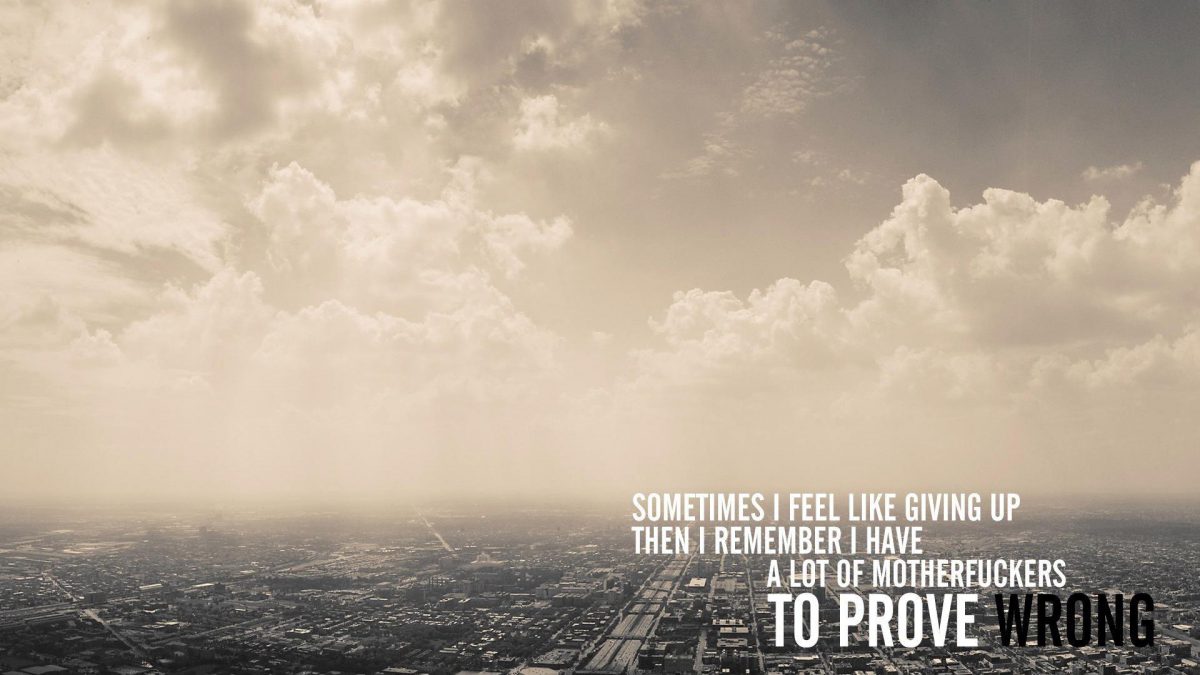 SOMETIMES I FEEL LIKE GIVING UP
THEN I REMEMBER I HAVE
A LOT OF MOTHERFUCKERS
TO PROVE WRONG